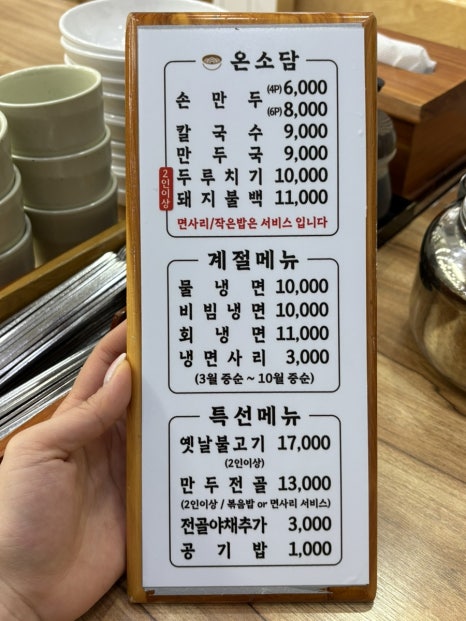 온소담
손만두 (4P) 6,000
(6P) 8,000
칼국수 9,000
만두국 9,000
2인이상
두루치기 10,000
돼지불백 11,000
면사리/작은밥은 서비스 입니다
계절메뉴
물냉면 10,000
비빔냉면 10,000
회냉면 11,000
냉면사리 3,000
(3월 중순 ~ 10월 중순)
특선메뉴
옛날불고기 17,000
(2인이상)
만두전골 13,000
(2인이상 / 볶음밥 or 면사리 서비스)
전골야채추가 3,000
공기밥 1,000